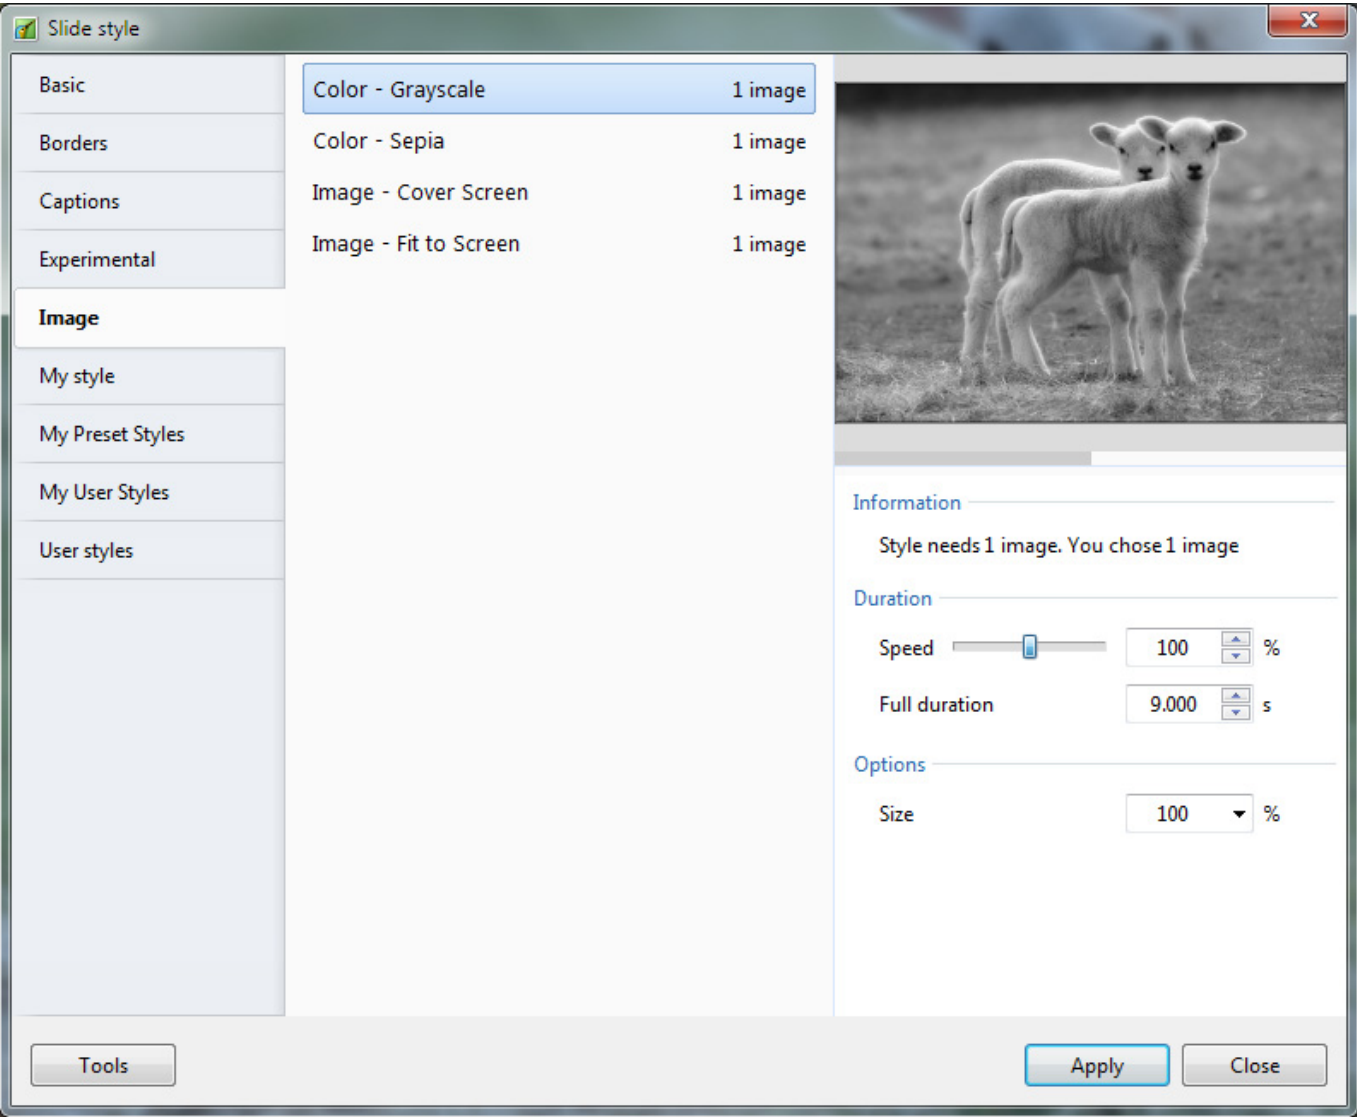 Slide style
Basic
Borders
Captions
Experimental
Image
My style
My Preset Styles
My User Styles
User styles
Color - Grayscale 1 image
Color - Sepia 1 image
Image - Cover Screen 1 image
Image - Fit to Screen 1 image
Information
Style needs 1 image. You chose 1 image
Duration
Speed 100 %
Full duration 9.000 s
Options
Size 100 %
Tools
Apply
Close